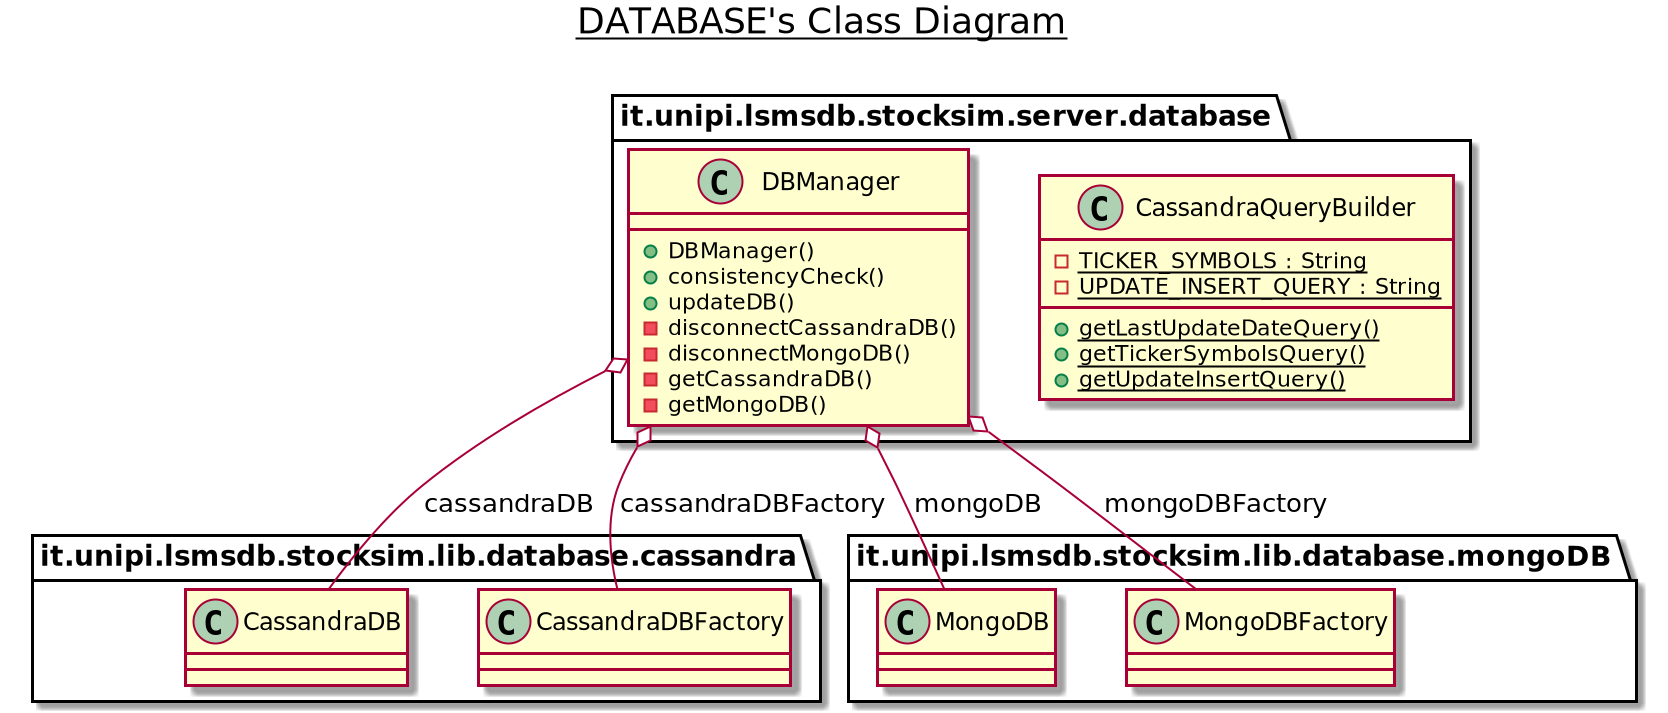 DATABASE's Class Diagram
it.unipi.lsmsdb.stocksim.server.database
C DBManager
DBManager()
consistencyCheck()
updateDB()
disconnectCassandraDB()
disconnectMongoDB()
getCassandraDB()
getMongoDB()
C CassandraQueryBuilder
TICKER_SYMBOLS : String
UPDATE_INSERT_QUERY : String
getLastUpdateDateQuery()
getTickerSymbolsQuery()
getUpdateInsertQuery()
cassandraDB
cassandraDBFactory
mongoDB
mongoDBFactory
it.unipi.lsmsdb.stocksim.lib.database.cassandra
C CassandraDB
C CassandraDBFactory
it.unipi.lsmsdb.stocksim.lib.database.mongoDB
C MongoDB
C MongoDBFactory